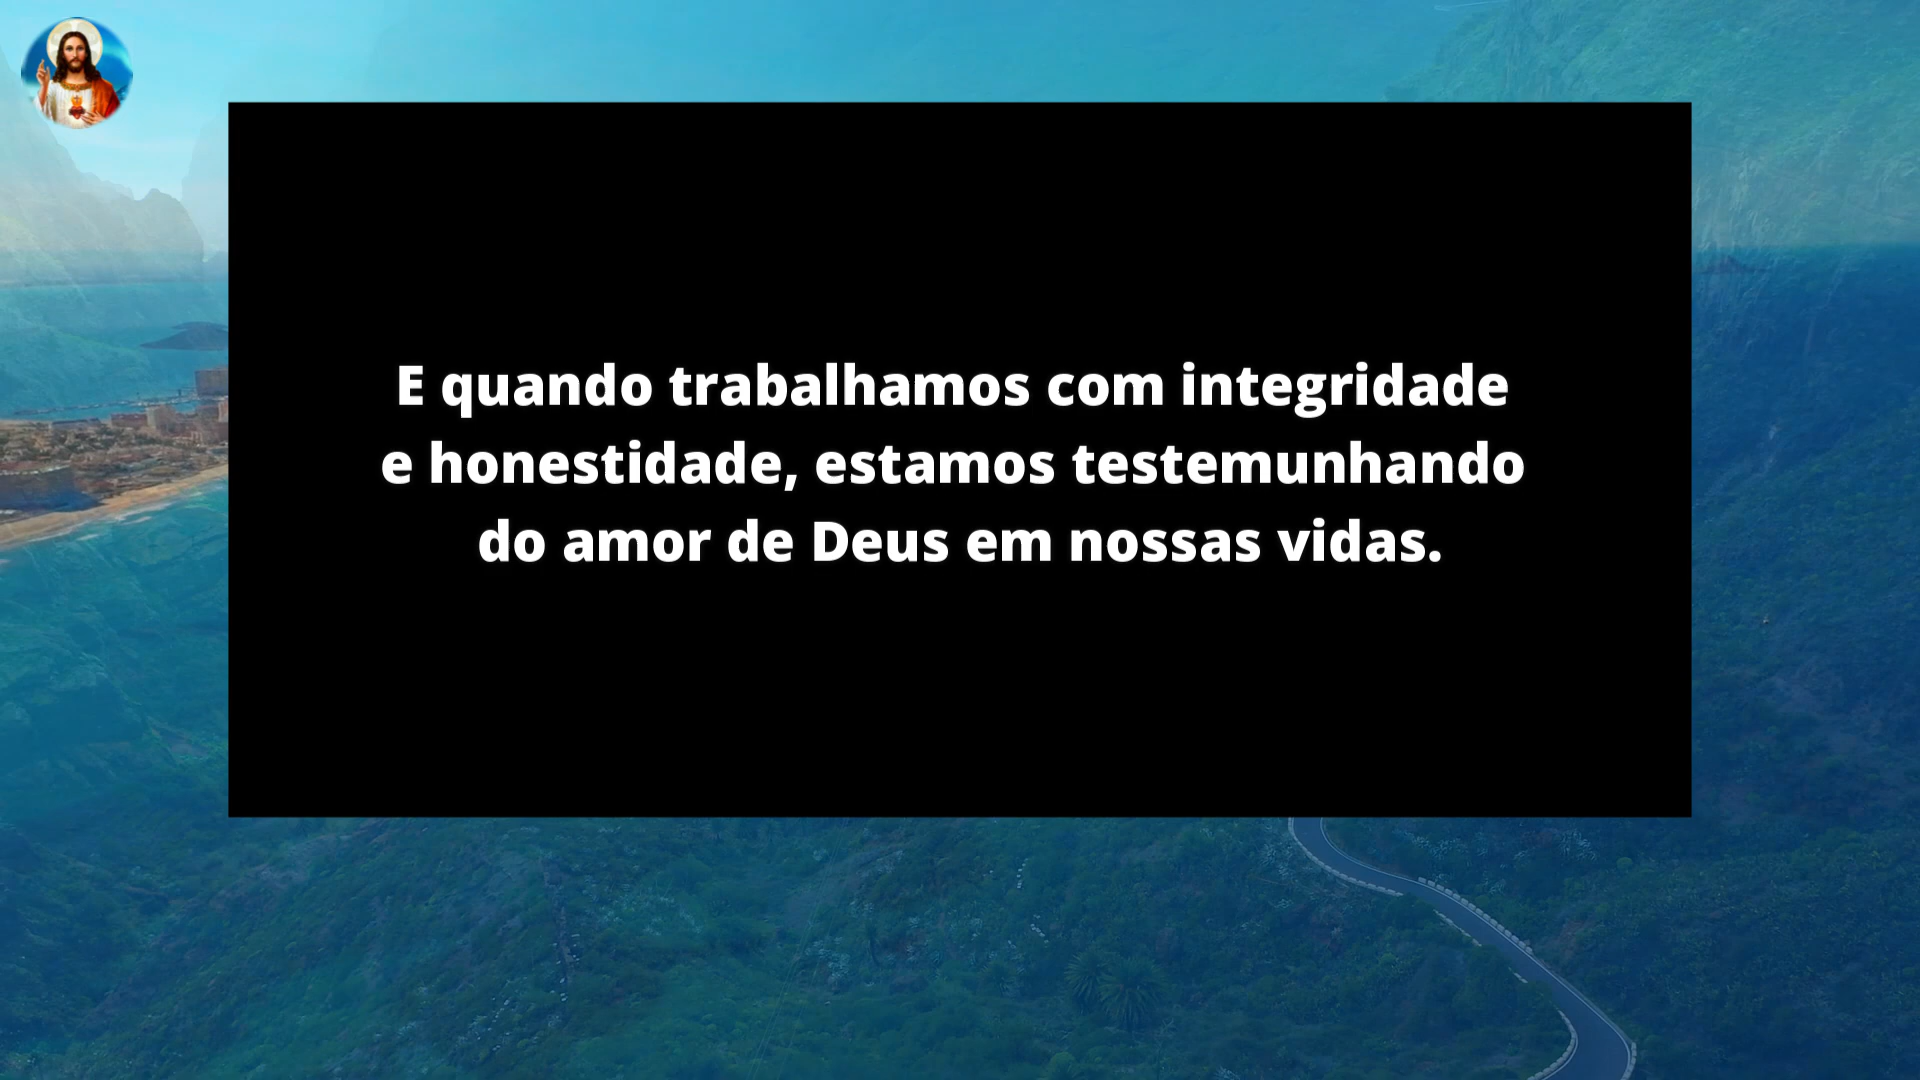 E quando trabalhamos com integridade
e honestidade, estamos testemunhando
do amor de Deus em nossas vidas.